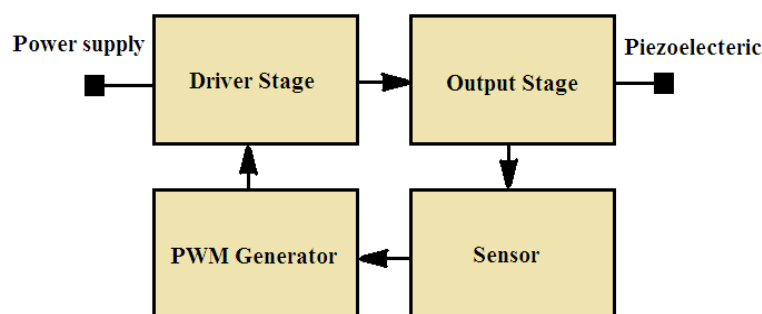 Power supply
Driver Stage
Output Stage
Piezoelecteric
PWM Generator
Sensor